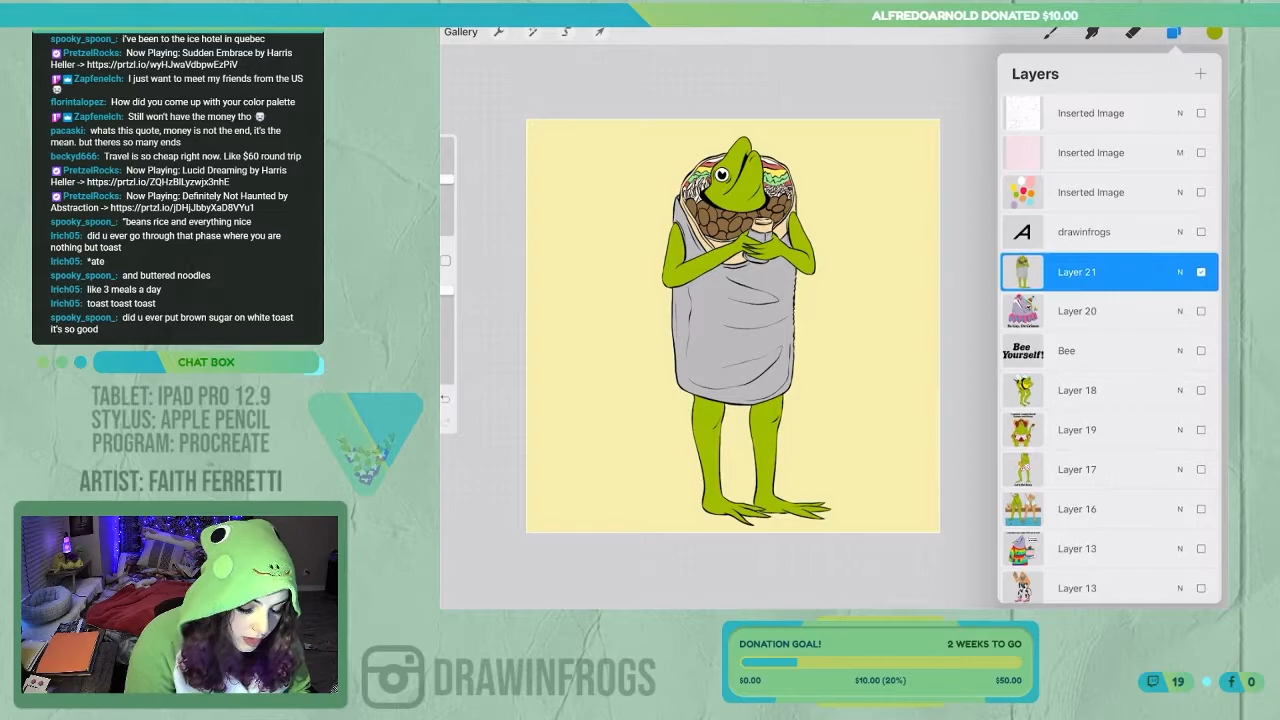 ALFREDOARNOLD DONATED $10.00
spooky_spoon_: i've been to the ice hotel in quebec
PretzelRocks: Now Playing: Sudden Embrace by Harris
Heller -> https://prtzl.io/wyHJwaVdbpwEzPiV
Zapfenelch: I just want to meet my friends from the US
florintalopez: How did you come up with your color palette
Zapfenelch: Still won't have the money tho
pacaski: whats this quote, money is not the end, it's the
mean. but theres so many ends
beckyd666: Travel is so cheap right now. Like $60 round trip
PretzelRocks: Now Playing: Lucid Dreaming by Harris
Heller -> https://prtzl.io/ZQHzBlLyzwjx3nhE
PretzelRocks: Now Playing: Definitely Not Haunted by
Abstraction -> https://prtzl.io/jDHjJbbyXaD8VYu1
spooky_spoon_: "beans rice and everything nice
lrich05: did u ever go through that phase where you are
nothing but toast
lrich05: *ate
spooky_spoon_: and buttered noodles
lrich05: like 3 meals a day
lrich05: toast toast toast
spooky_spoon_: did u ever put brown sugar on white toast
it's so good
CHAT BOX
TABLET: IPAD PRO 12.9
STYLUS: APPLE PENCIL
PROGRAM: PROCREATE
ARTIST: FAITH FERRETTI
Gallery
Layers
Inserted Image N
Inserted Image M
Inserted Image N
A drawinfrogs N
Layer 21 N
Layer 20 N
Bee Yourself! Bee N
Layer 18 N
Layer 19 N
Layer 17 N
Layer 16 N
Layer 13 N
Layer 13 N
DRAWINFROGS
DONATION GOAL! 2 WEEKS TO GO
$0.00 $10.00 (20%) $50.00
19 0